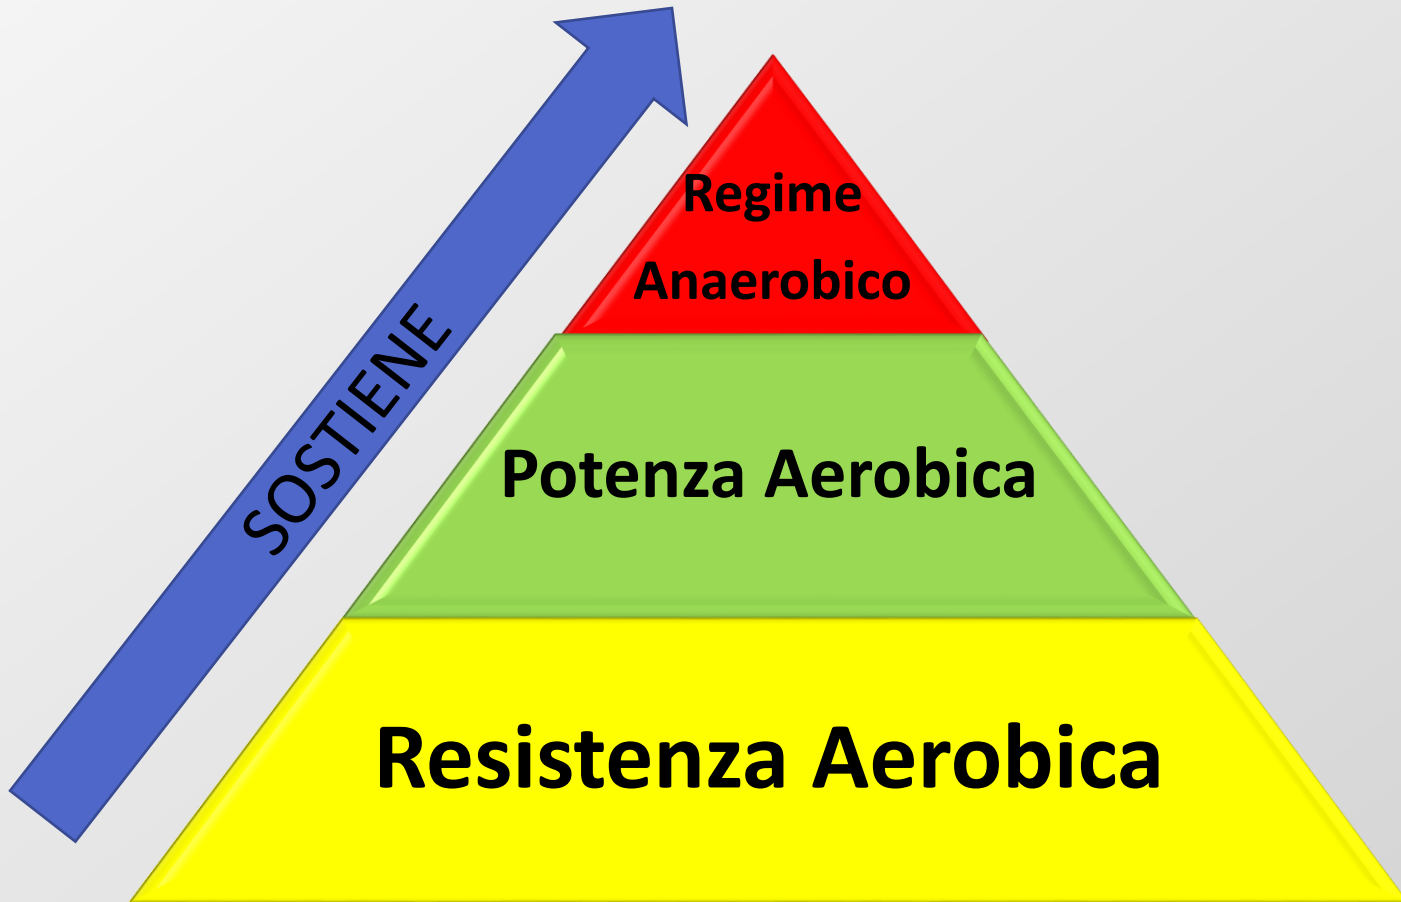 Regime
Anaerobico
SOSTIENE
Potenza Aerobica
Resistenza Aerobica